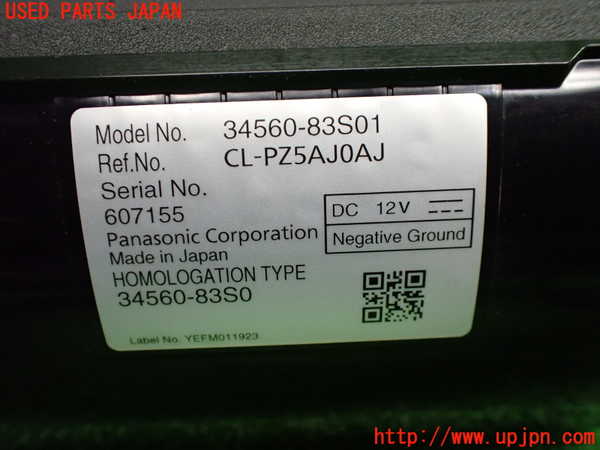 USED PARTS JAPAN
Model No. 34560-83S01
Ref.No. CL-PZ5AJ0AJ
Serial No.
607155
DC 12V
Panasonic Corporation
Negative Ground
Made in Japan
HOMOLOGATION TYPE
34560-83S0
Label No. YEFM011923
http://www.upjpn.com/